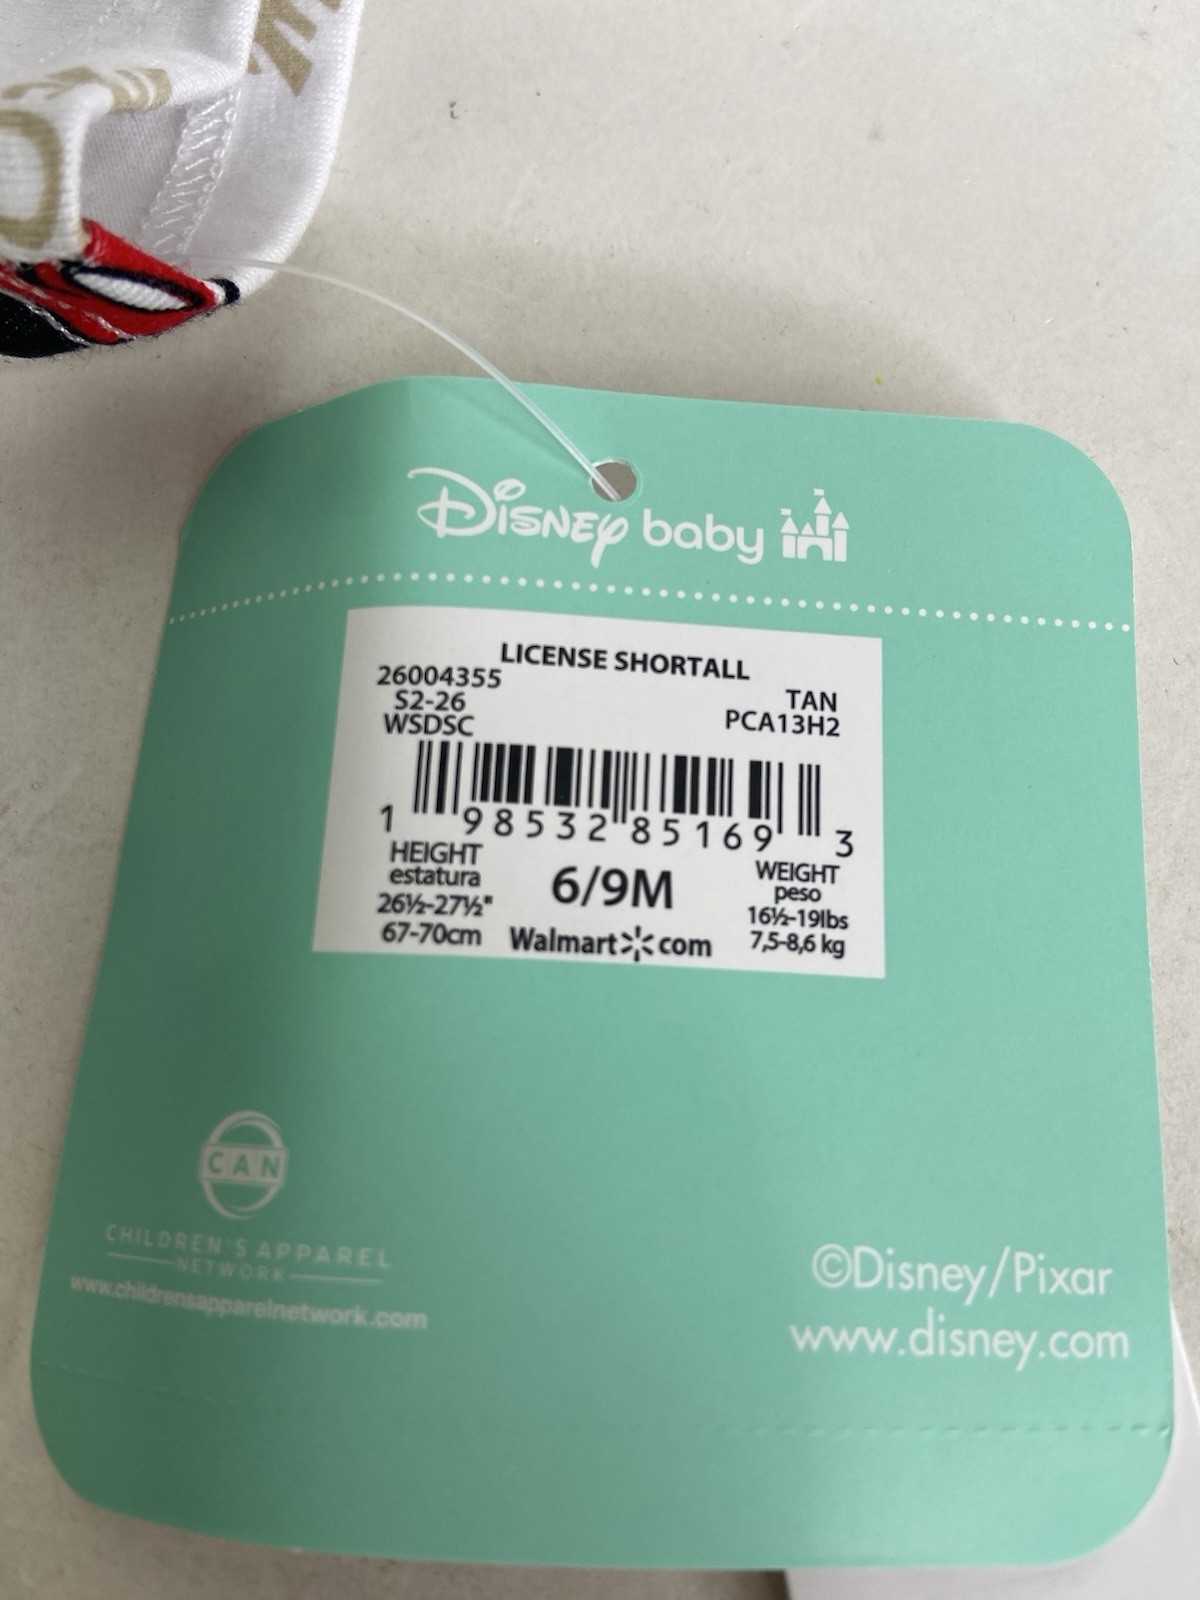 Disney baby
LICENSE SHORTALL
26004355
S2-26
TAN
WSDSC
PCA13H2
1 98532 85169 3
HEIGHT
estatura
26½-27½"
67-70cm
6/9M
Walmart com
WEIGHT
peso
16½-19lbs
7,5-8,6 kg
CAN
CHILDREN'S APPAREL
NETWORK
www.childrensapparelnetwork.com
©Disney/Pixar
www.disney.com